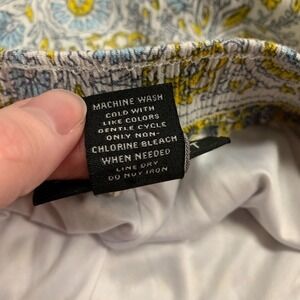 MACHINE WASH
COLD WITH
LIKE COLORS
GENTLE CYCLE
ONLY NON-
CHLORINE BLEACH
WHEN NEEDED
LINE DRY
DO NOT IRON